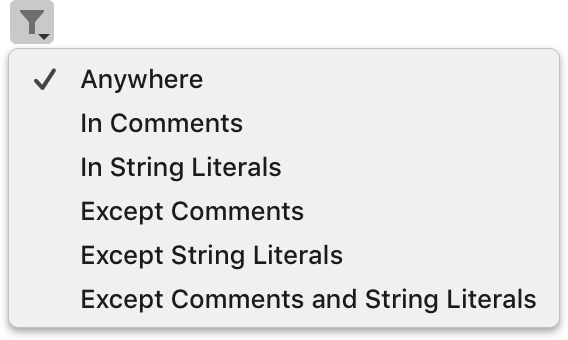 Anywhere
In Comments
In String Literals
Except Comments
Except String Literals
Except Comments and String Literals